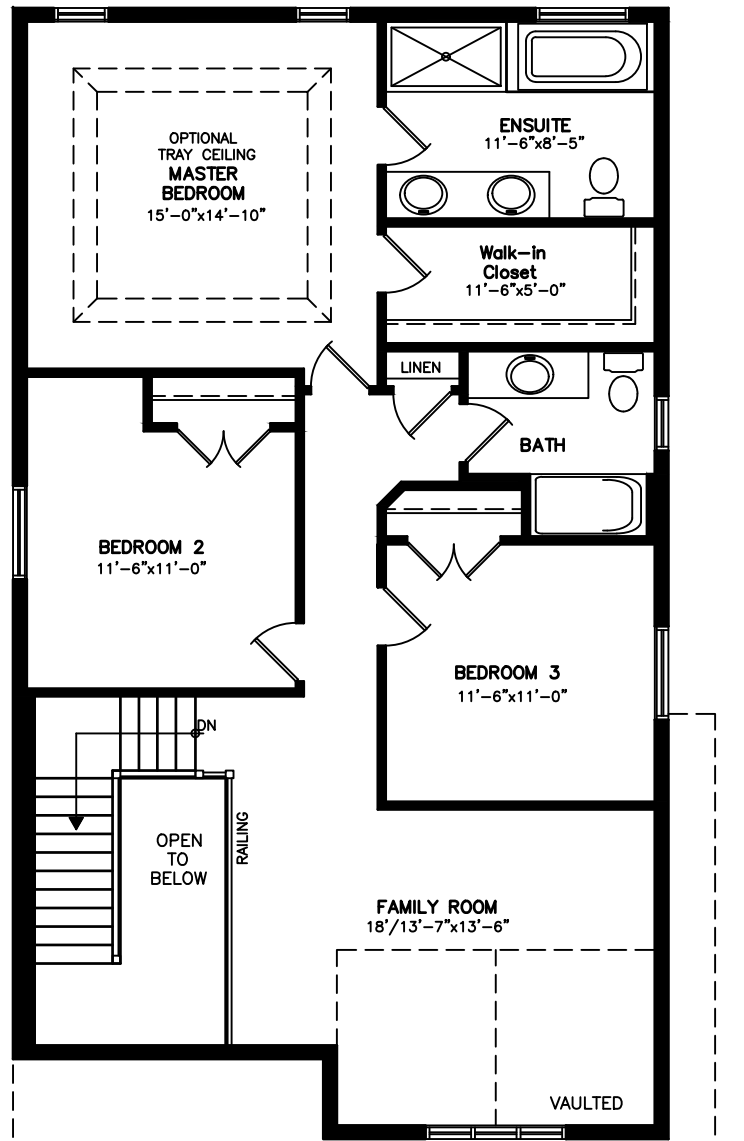 OPTIONAL
TRAY CEILING
MASTER
BEDROOM
15'-0"x14'-10"
ENSUITE
11'-6"x8'-5"
Walk-in
Closet
11'-6"x5'-0"
LINEN
BATH
BEDROOM 2
11'-6"x11'-0"
BEDROOM 3
11'-6"x11'-0"
DN
OPEN
TO
BELOW
RAILING
FAMILY ROOM
18'/13'-7"x13'-6"
VAULTED